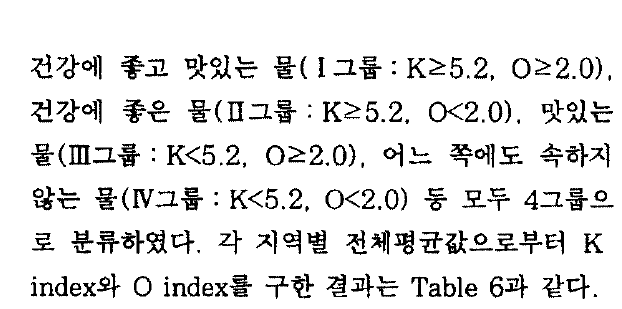 건강에 좋고 맛있는 물(Ⅰ그룹 : K≥5.2, O≥2.0),
건강에 좋은 물(Ⅱ그룹 : K≥5.2, O<2.0), 맛있는
물(Ⅲ그룹 : K<5.2, O≥2.0), 어느 쪽에도 속하지
않는 물(Ⅳ그룹 : K<5.2, O<2.0) 등 모두 4그룹으
로 분류하였다. 각 지역별 전체평균값으로부터 K
index와 O index를 구한 결과는 Table 6과 같다.